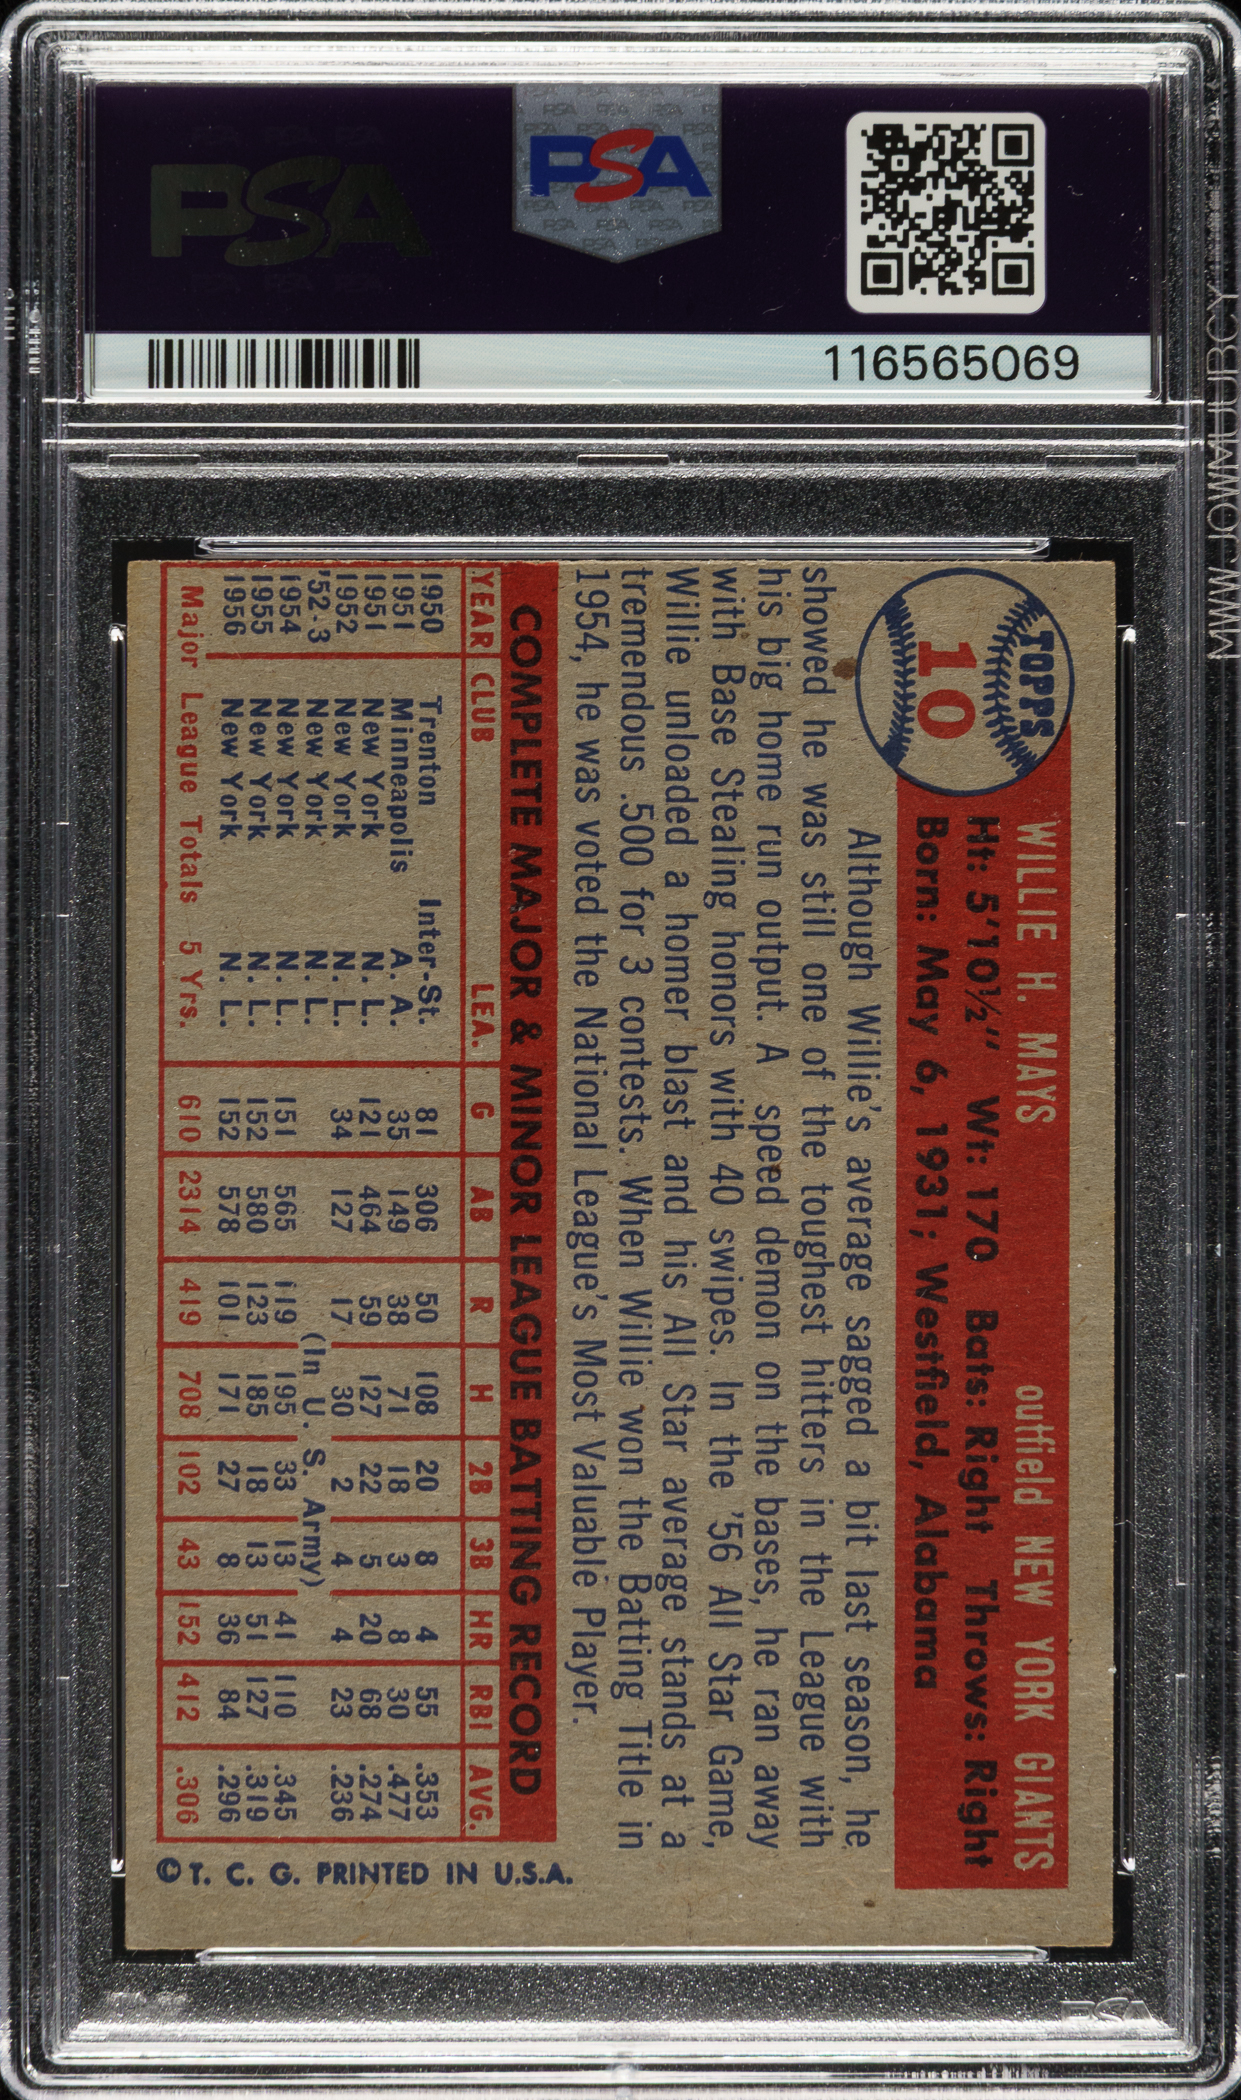 PSA
PSA
116565069
TOPPS
10
WILLIE H. MAYS outfield NEW YORK GIANTS
Ht: 5'10½" Wt: 170 Bats: Right Throws: Right
Born: May 6, 1931; Westfield, Alabama
Although Willie's average sagged a bit last season, he
showed he was still one of the toughest hitters in the League with
his big home run output. A speed demon on the bases, he ran away
with Base Stealing honors with 40 swipes. In the '56 All Star Game,
Willie unloaded a homer blast and his All Star average stands at a
tremendous .500 for 3 contests. When Willie won the Batting Title in
1954, he was voted the National League's Most Valuable Player.
COMPLETE MAJOR & MINOR LEAGUE BATTING RECORD
YEAR CLUB LEA. G AB R H 2B 3B HR RBI AVG.
1950 Trenton Inter-St. 81 306 50 108 20 8 4 55 .353
1951 Minneapolis A. A. 35 149 38 71 18 3 8 30 .477
1951 New York N. L. 121 464 59 127 22 5 20 68 .274
1952 New York N. L. 34 127 17 30 2 4 4 23 .236
'52-3 New York N. L. (In U. S. Army)
1954 New York N. L. 151 565 119 195 33 13 41 110 .345
1955 New York N. L. 152 580 123 185 18 13 51 127 .319
1956 New York N. L. 152 578 101 171 27 8 36 84 .296
Major League Totals 5 Yrs. 610 2314 419 708 102 43 152 412 .306
© T. C. G. PRINTED IN U.S.A.
PSA